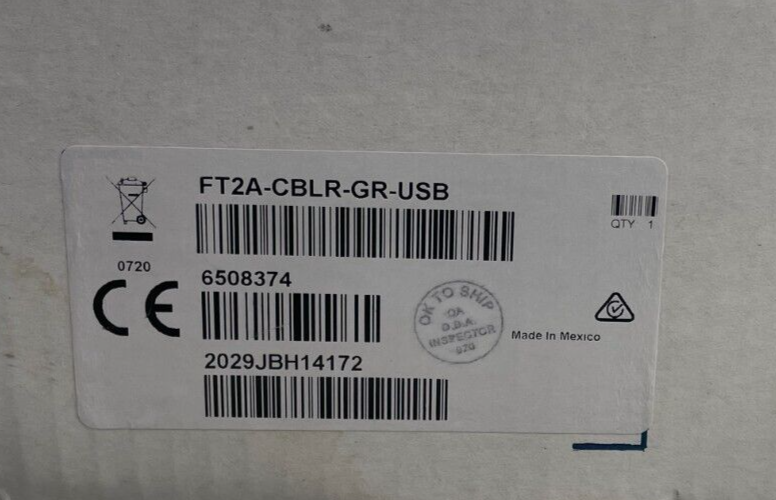 FT2A-CBLR-GR-USB
QTY 1
0720
6508374
CE
OK TO SHIP
QA
INSPECTOR
Made In Mexico
2029JBH14172